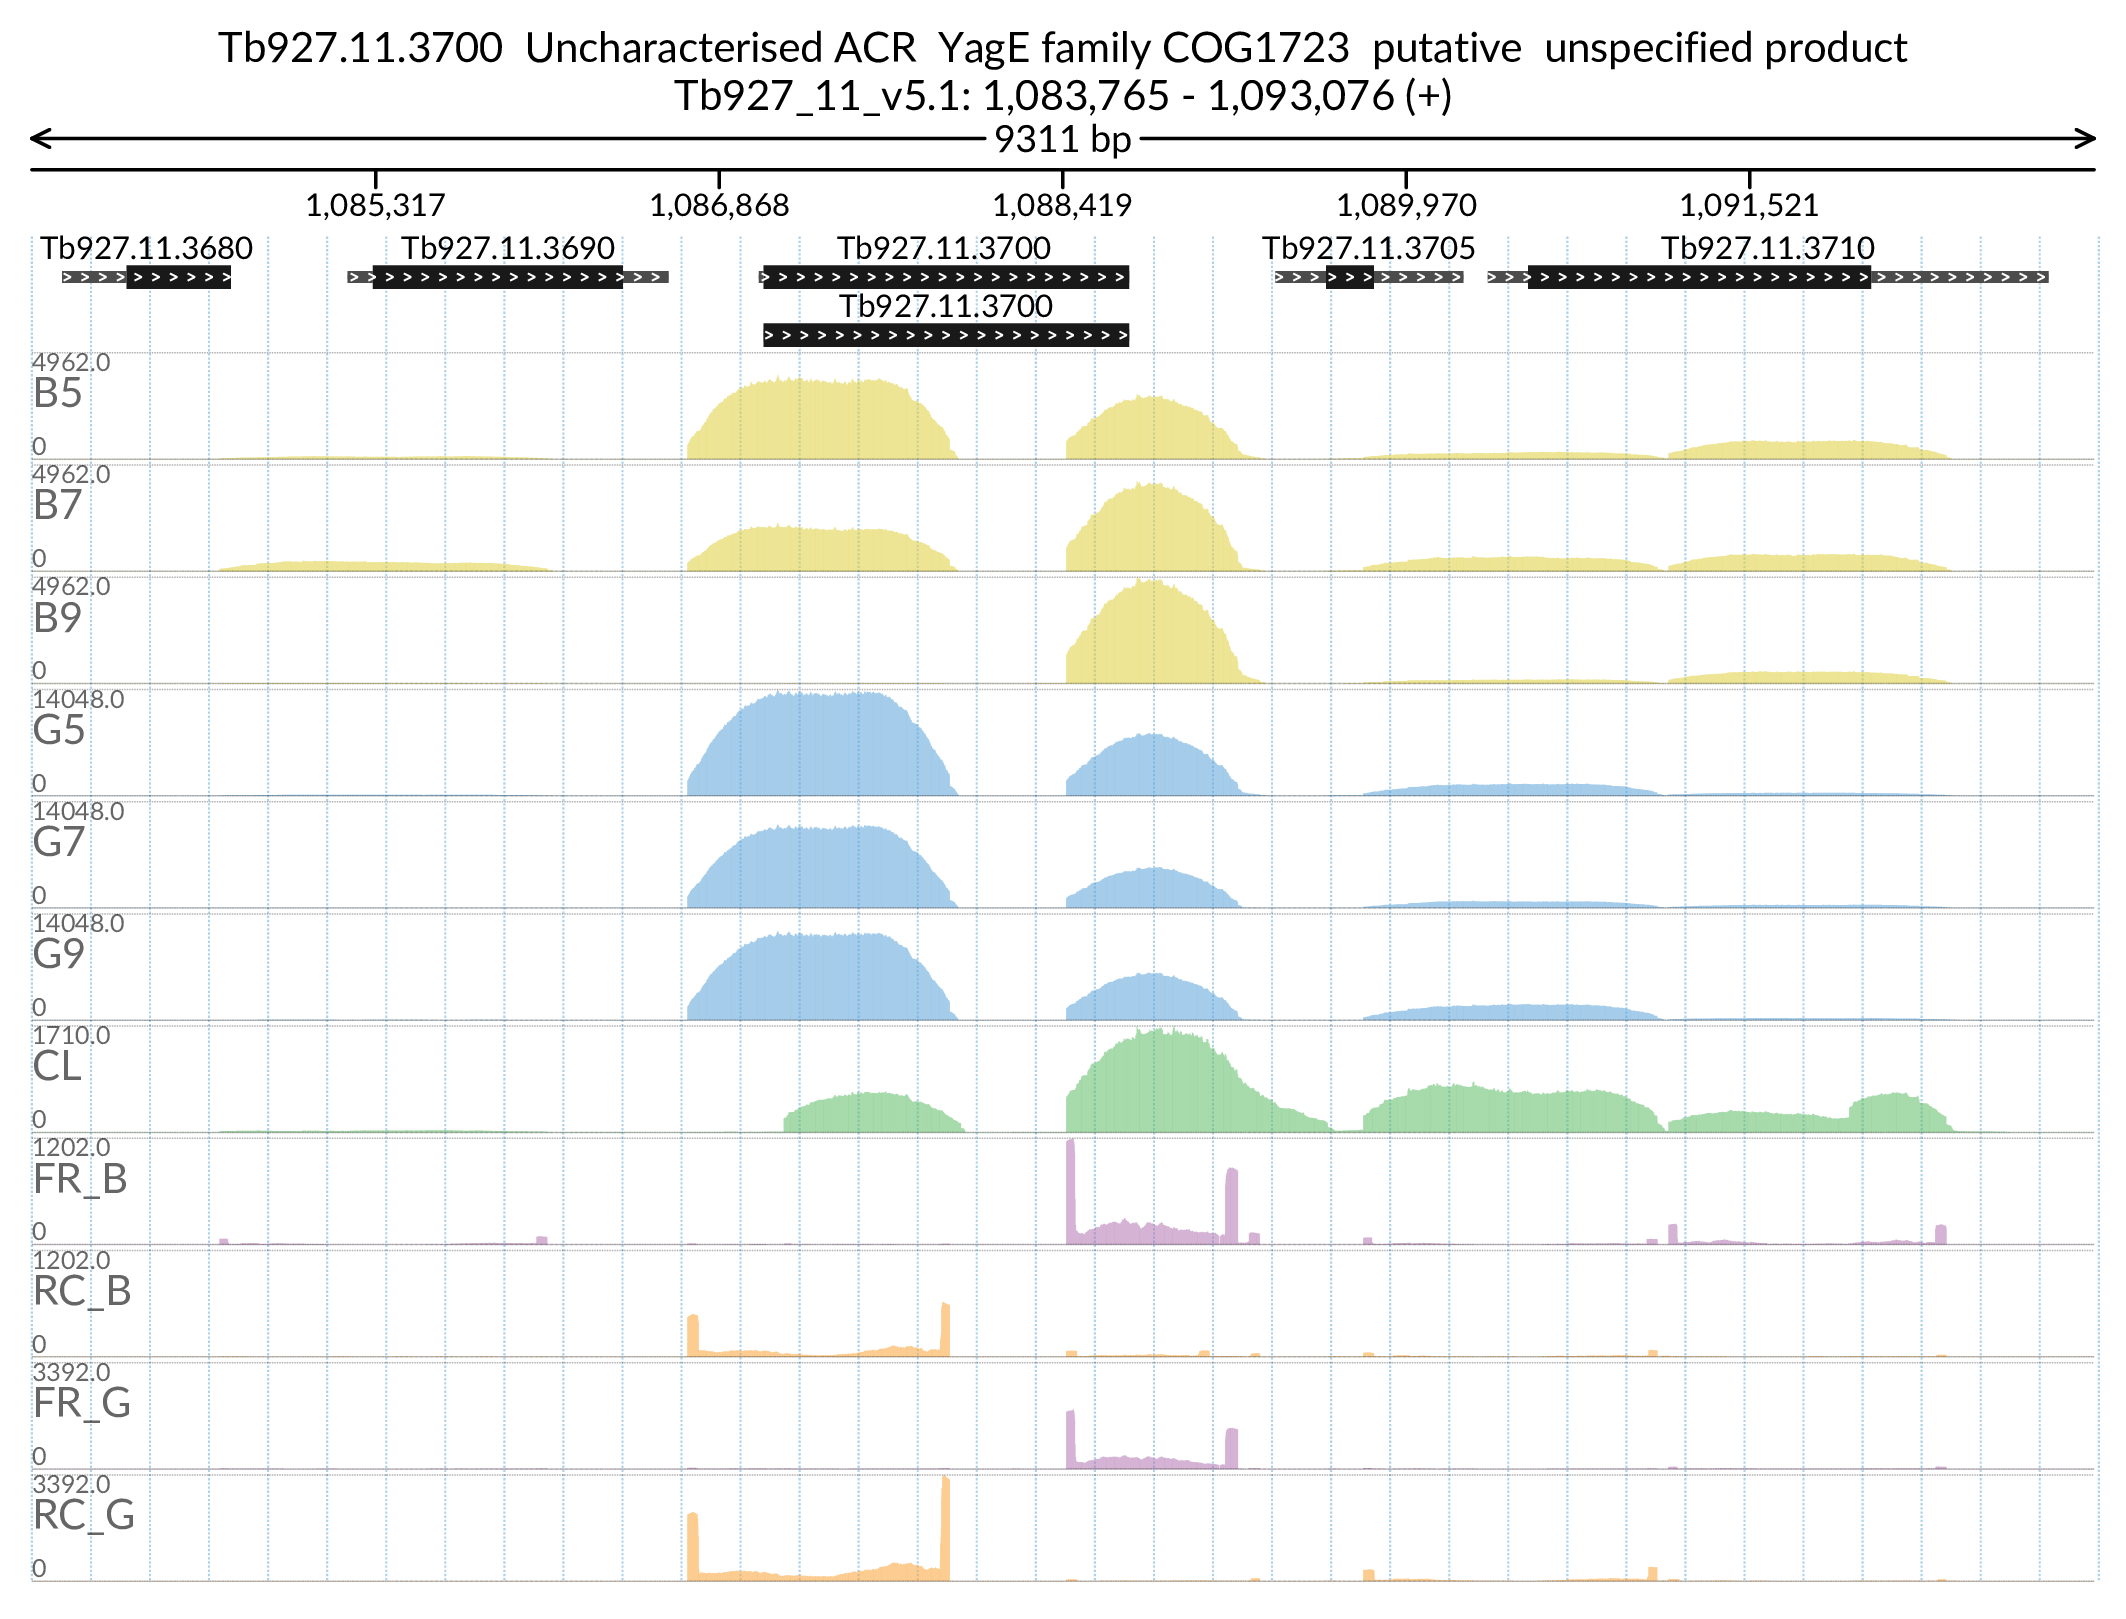 Tb927.11.3700 Uncharacterised ACR YagE family COG1723 putative unspecified product
Tb927_11_v5.1: 1,083,765 - 1,093,076 (+)
9311 bp
1,085,317 1,086,868 1,088,419 1,089,970 1,091,521
Tb927.11.3680 Tb927.11.3690 Tb927.11.3700 Tb927.11.3705 Tb927.11.3710
Tb927.11.3700
4962.0
B5
0
4962.0
B7
0
4962.0
B9
0
14048.0
G5
0
14048.0
G7
0
14048.0
G9
0
1710.0
CL
0
1202.0
FR_B
0
1202.0
RC_B
0
3392.0
FR_G
0
3392.0
RC_G
0